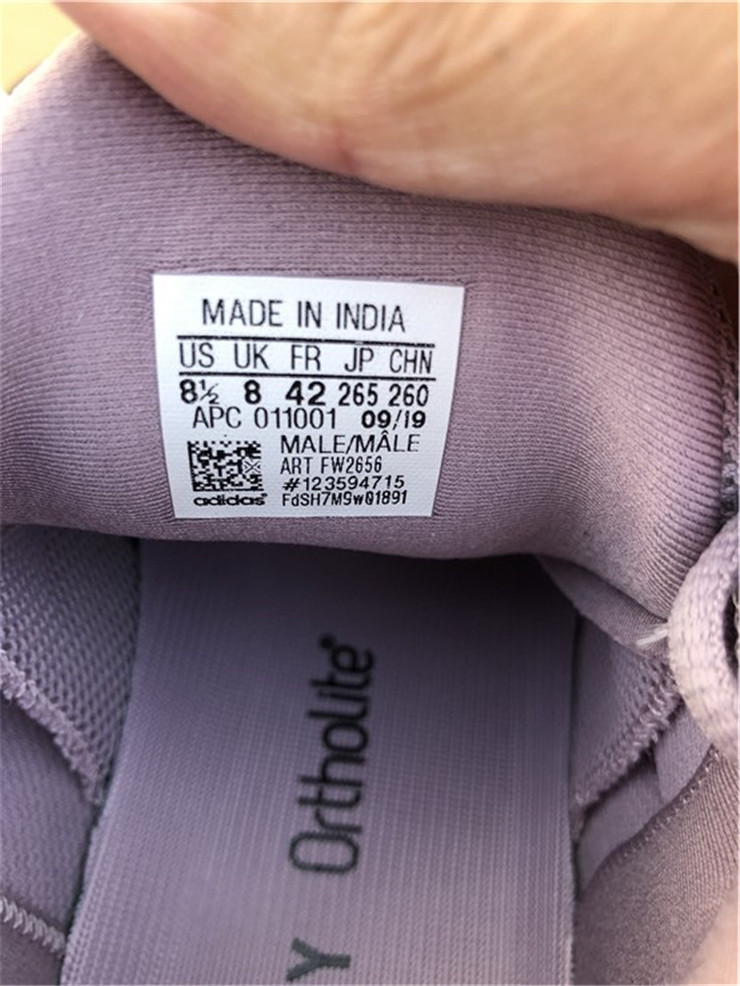 MADE IN INDIA
US UK FR JP CHN
8½ 8 42 265 260
APC 011001 09/19
MALE/MÂLE
ART FW2656
#123594715
adidas FdSH7M9w01891
OrthoLite®
Y